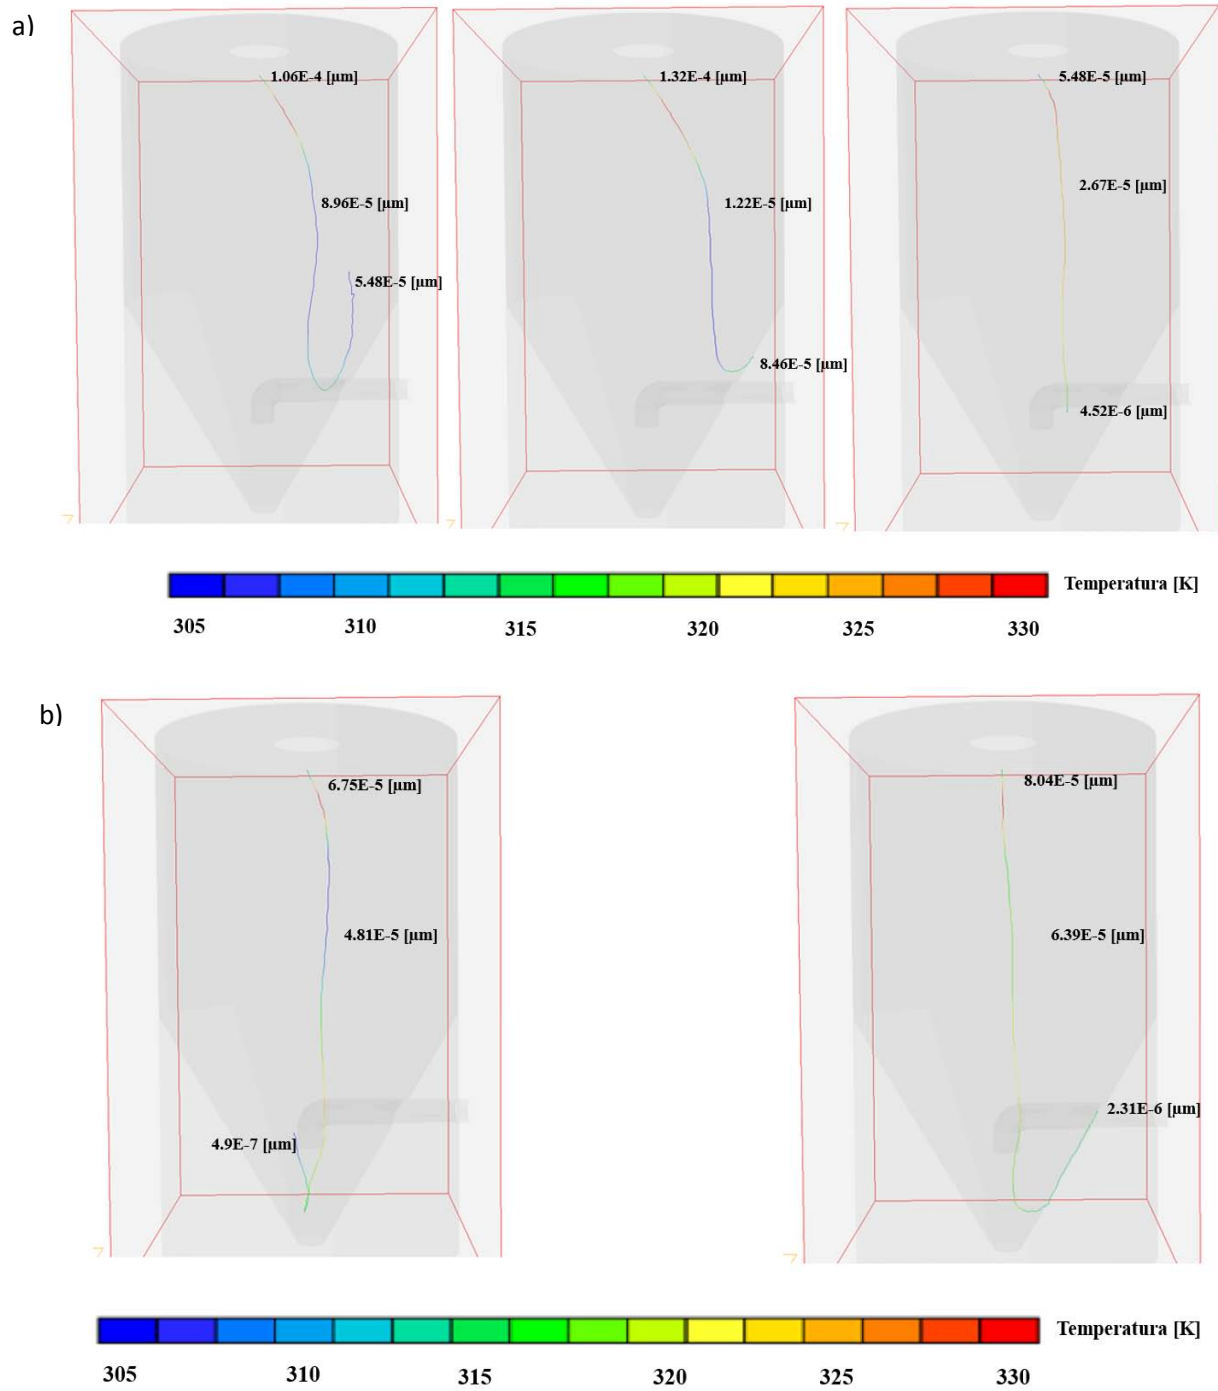 a)
1.06E-4 [µm]
1.32E-4 [µm]
5.48E-5 [µm]
8.96E-5 [µm]
1.22E-5 [µm]
2.67E-5 [µm]
5.48E-5 [µm]
8.46E-5 [µm]
4.52E-6 [µm]
Temperatura [K]
305 310 315 320 325 330
b)
6.75E-5 [µm]
8.04E-5 [µm]
4.81E-5 [µm]
6.39E-5 [µm]
4.9E-7 [µm]
2.31E-6 [µm]
Temperatura [K]
305 310 315 320 325 330